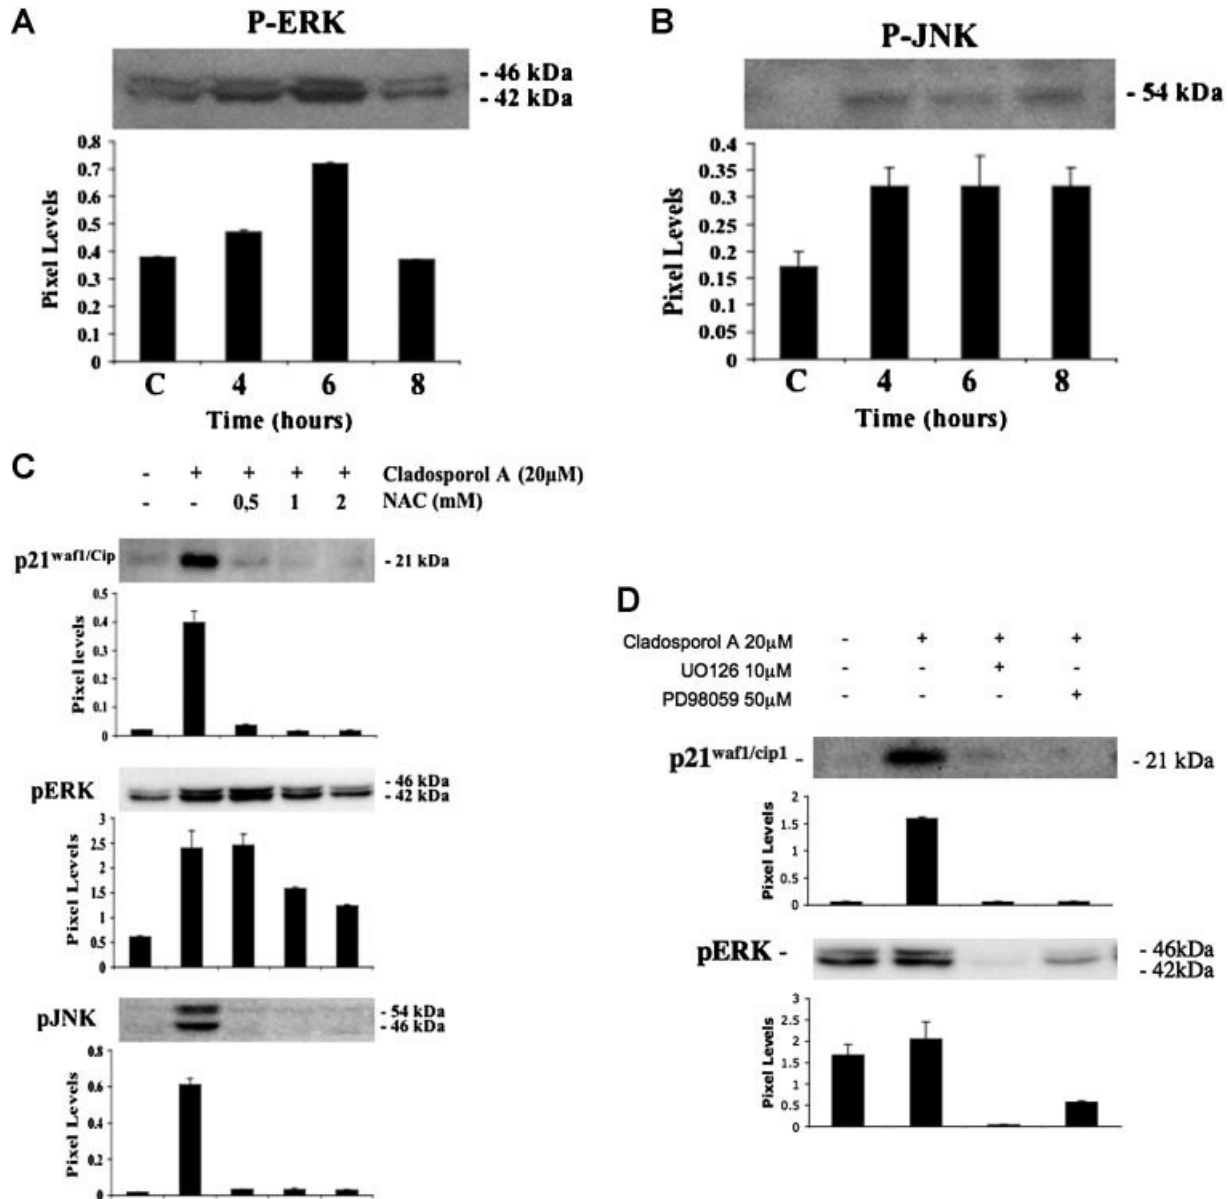 A
P-ERK
- 46 kDa
- 42 kDa
0.8
0.7
0.6
0.5
0.4
0.3
0.2
0.1
0
Pixel Levels
C 4 6 8
Time (hours)
B
P-JNK
- 54 kDa
0.4
0.35
0.3
0.25
0.2
0.15
0.1
0.05
0
Pixel Levels
C 4 6 8
Time (hours)
C
- + + + + Cladosporol A (20µM)
- - 0,5 1 2 NAC (mM)
p21waf1/Cip - 21 kDa
0.5
0.4
0.3
0.2
0.1
0
Pixel levels
pERK - 46 kDa
- 42 kDa
3
2.5
2
1.5
1
0.5
0
Pixel Levels
pJNK - 54 kDa
- 46 kDa
0.8
0.6
0.4
0.2
0
Pixel Levels
D
Cladosporol A 20µM - + + +
UO126 10µM - - + -
PD98059 50µM - - - +
p21waf1/cip1 - - 21 kDa
2
1.5
1
0.5
0
Pixel Levels
pERK - - 46kDa
- 42kDa
3
2.5
2
1.5
1
0.5
0
Pixel Levels